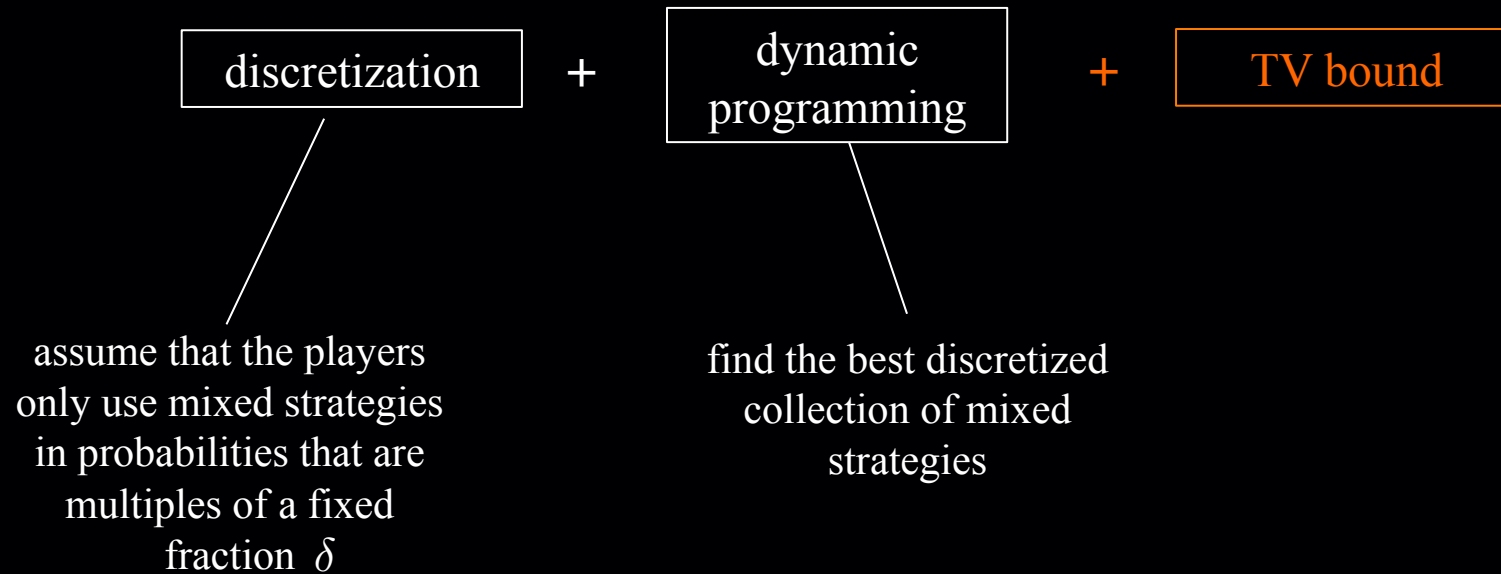 discretization + dynamic programming + TV bound
assume that the players
only use mixed strategies
in probabilities that are
multiples of a fixed
fraction δ
find the best discretized
collection of mixed
strategies